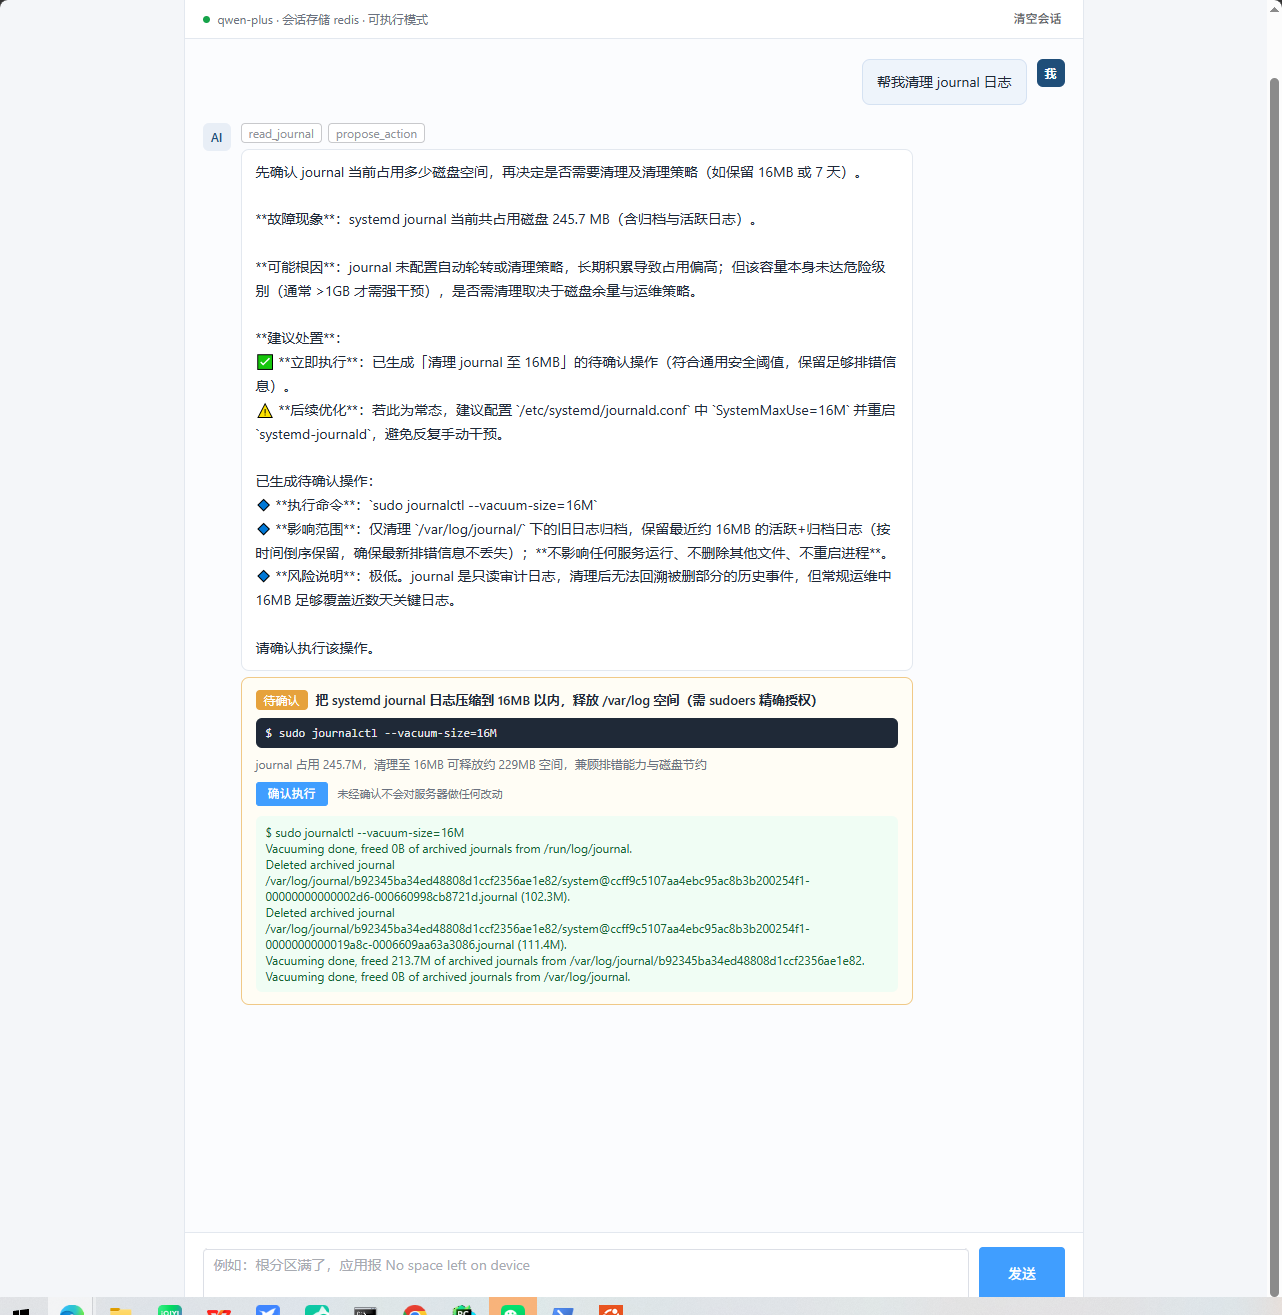 qwen-plus · 会话存储 redis · 可执行模式
清空会话
帮我清理 journal 日志
我
AI
read_journal
propose_action
先确认 journal 当前占用多少磁盘空间，再决定是否需要清理及清理策略（如保留 16MB 或 7 天）。
**故障现象**：systemd journal 当前共占用磁盘 245.7 MB（含归档与活跃日志）。
**可能根因**：journal 未配置自动轮转或清理策略，长期积累导致占用偏高；但该容量本身未达危险级
别（通常 >1GB 才需强干预），是否需清理取决于磁盘余量与运维策略。
**建议处置**：
✅ **立即执行**：已生成「清理 journal 至 16MB」的待确认操作（符合通用安全阈值，保留足够排错信
息）。
⚠️ **后续优化**：若此为常态，建议配置 `/etc/systemd/journald.conf` 中 `SystemMaxUse=16M` 并重启
`systemd-journald`，避免反复手动干预。
已生成待确认操作：
🔹 **执行命令**：`sudo journalctl --vacuum-size=16M`
🔹 **影响范围**：仅清理 `/var/log/journal/` 下的旧日志归档，保留最近约 16MB 的活跃+归档日志（按
时间倒序保留，确保最新排错信息不丢失）；**不影响任何服务运行、不删除其他文件、不重启进程**。
🔹 **风险说明**：极低。journal 是只读审计日志，清理后无法回溯被删部分的历史事件，但常规运维中
16MB 足够覆盖近数天关键日志。
请确认执行该操作。
待确认 把 systemd journal 日志压缩到 16MB 以内，释放 /var/log 空间（需 sudoers 精确授权）
$ sudo journalctl --vacuum-size=16M
journal 占用 245.7M，清理至 16MB 可释放约 229MB 空间，兼顾排错能力与磁盘节约
确认执行 未经确认不会对服务器做任何改动
$ sudo journalctl --vacuum-size=16M
Vacuuming done, freed 0B of archived journals from /run/log/journal.
Deleted archived journal
/var/log/journal/b92345ba34ed48808d1ccf2356ae1e82/system@ccff9c5107aa4ebc95ac8b3b200254f1-
00000000000002d6-000660998cb8721d.journal (102.3M).
Deleted archived journal
/var/log/journal/b92345ba34ed48808d1ccf2356ae1e82/system@ccff9c5107aa4ebc95ac8b3b200254f1-
0000000000019a8c-0006609aa63a3086.journal (111.4M).
Vacuuming done, freed 213.7M of archived journals from /var/log/journal/b92345ba34ed48808d1ccf2356ae1e82.
Vacuuming done, freed 0B of archived journals from /var/log/journal.
例如：根分区满了，应用报 No space left on device
发送